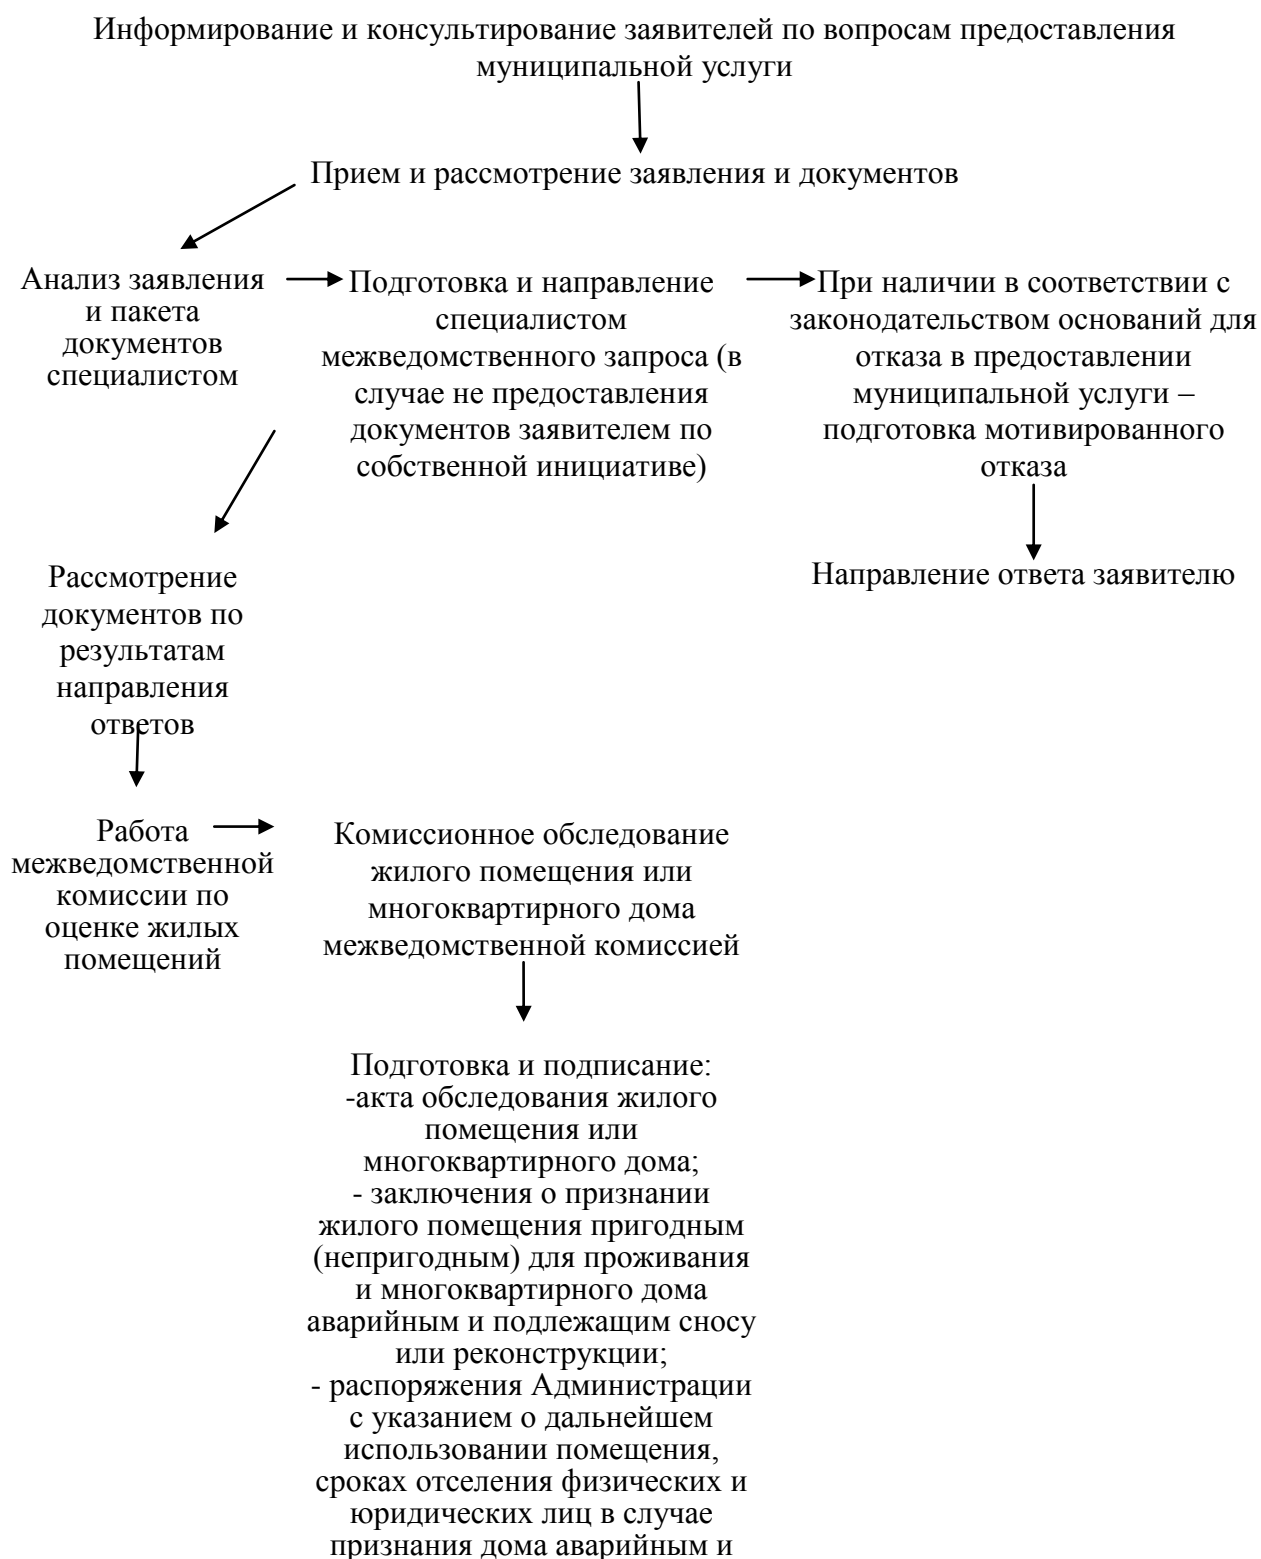 Информирование и консультирование заявителей по вопросам предоставления
муниципальной услуги
Прием и рассмотрение заявления и документов
Анализ заявления
и пакета
документов
специалистом
Подготовка и направление
специалистом
межведомственного запроса (в
случае не предоставления
документов заявителем по
собственной инициативе)
При наличии в соответствии с
законодательством оснований для
отказа в предоставлении
муниципальной услуги –
подготовка мотивированного
отказа
Рассмотрение
документов по
результатам
направления
ответов
Направление ответа заявителю
Работа
межведомственной
комиссии по
оценке жилых
помещений
Комиссионное обследование
жилого помещения или
многоквартирного дома
межведомственной комиссией
Подготовка и подписание:
-акта обследования жилого
помещения или
многоквартирного дома;
- заключения о признании
жилого помещения пригодным
(непригодным) для проживания
и многоквартирного дома
аварийным и подлежащим сносу
или реконструкции;
- распоряжения Администрации
с указанием о дальнейшем
использовании помещения,
сроках отселения физических и
юридических лиц в случае
признания дома аварийным и